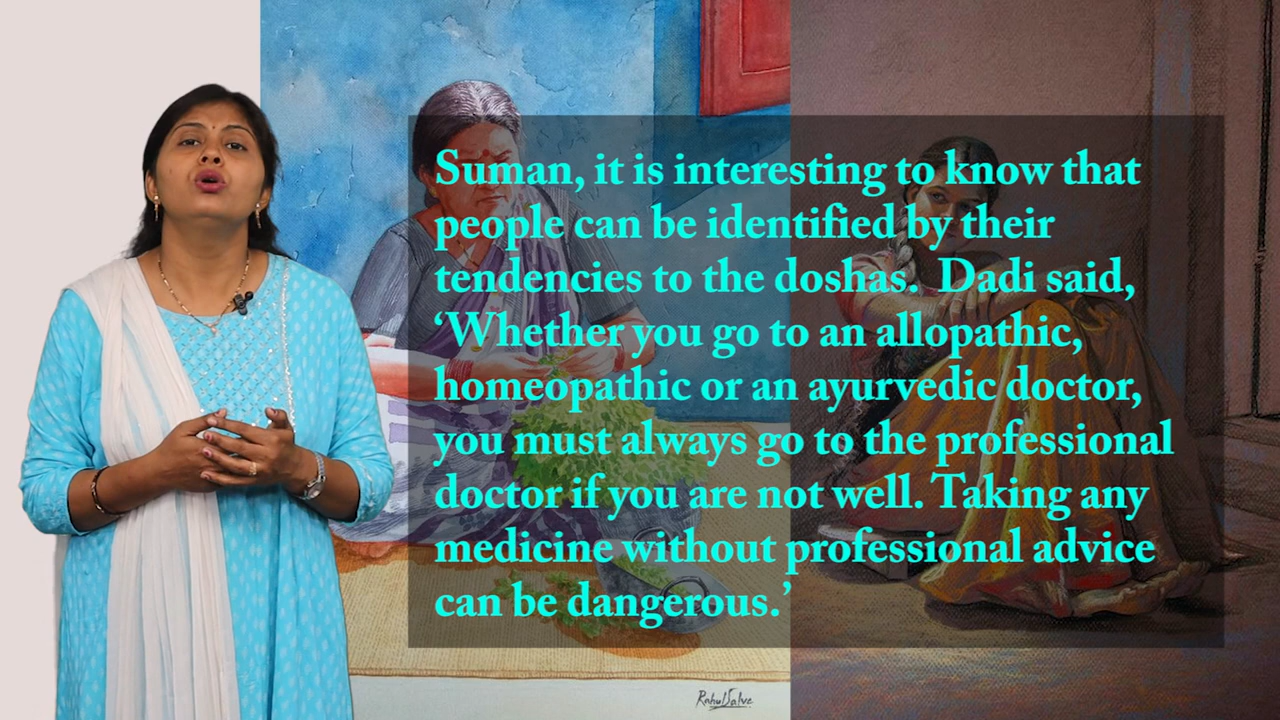 Suman, it is interesting to know that
people can be identified by their
tendencies to the doshas. Dadi said,
‘Whether you go to an allopathic,
homeopathic or an ayurvedic doctor,
you must always go to the professional
doctor if you are not well. Taking any
medicine without professional advice
can be dangerous.’
RahulSalve